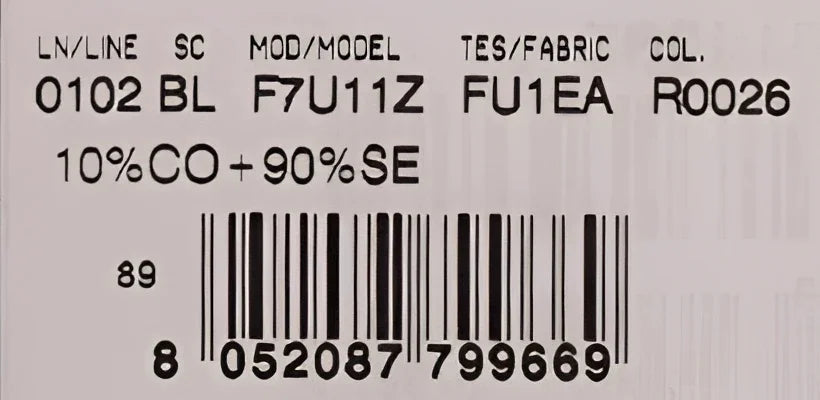 LN/LINE SC MOD/MODEL TES/FABRIC COL.
0102 BL F7U11Z FU1EA R0026
10%CO+90%SE
89
8 052087 799669